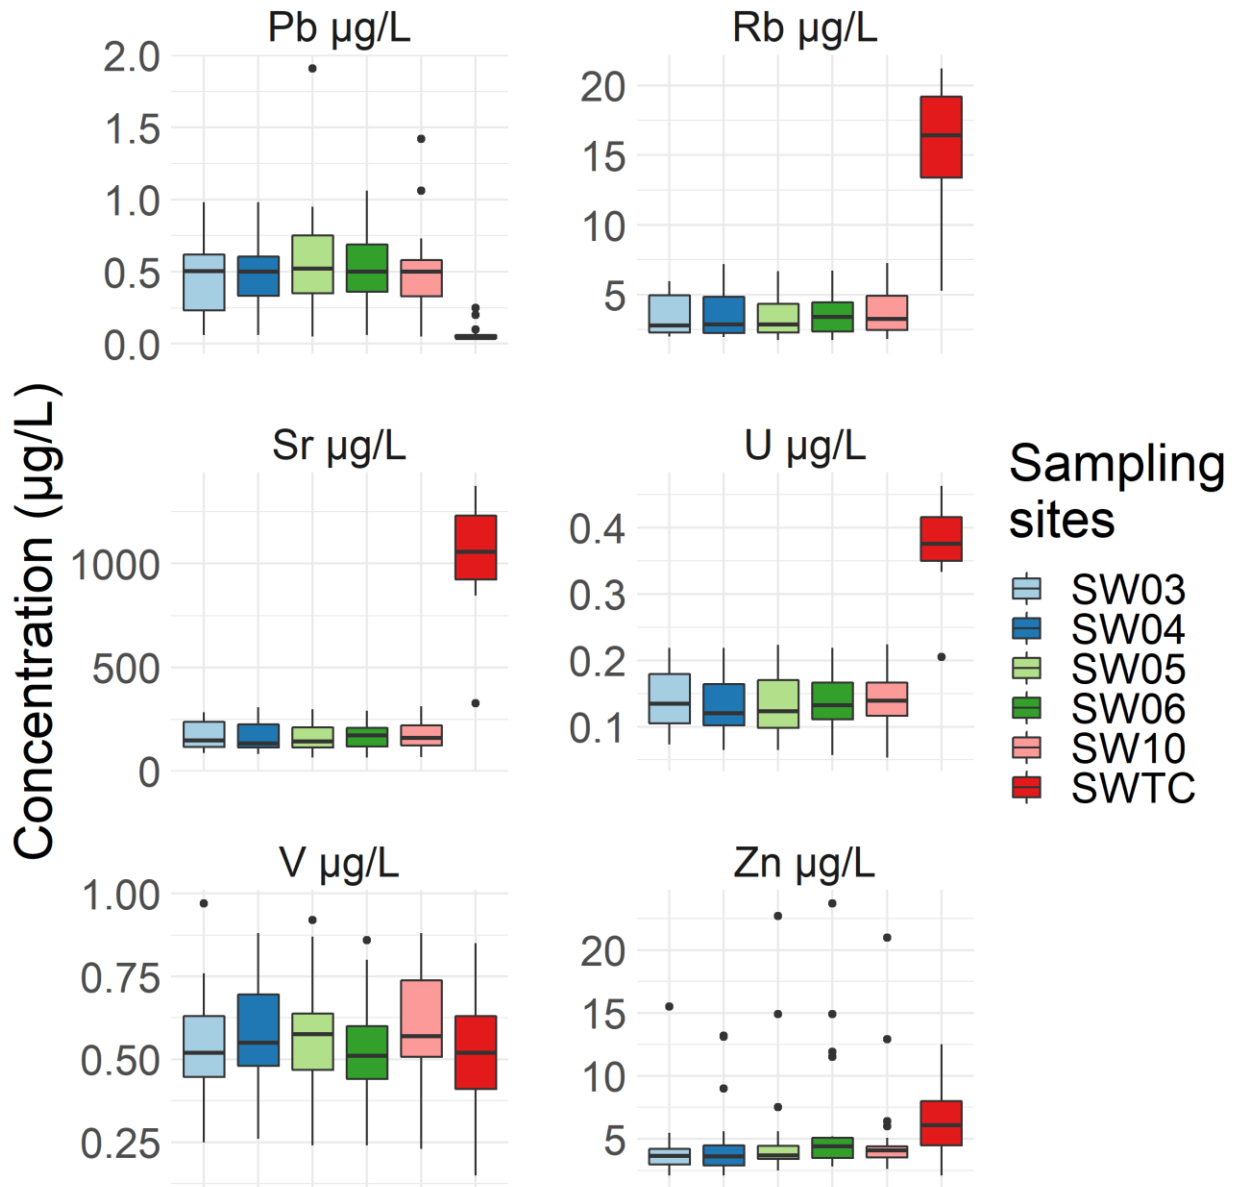 Pb µg/L
2.0
1.5
1.0
0.5
0.0
Rb µg/L
20
15
10
5
Concentration (µg/L)
Sr µg/L
1000
500
0
U µg/L
0.4
0.3
0.2
0.1
V µg/L
1.00
0.75
0.50
0.25
Zn µg/L
20
15
10
5
Sampling
sites
SW03
SW04
SW05
SW06
SW10
SWTC